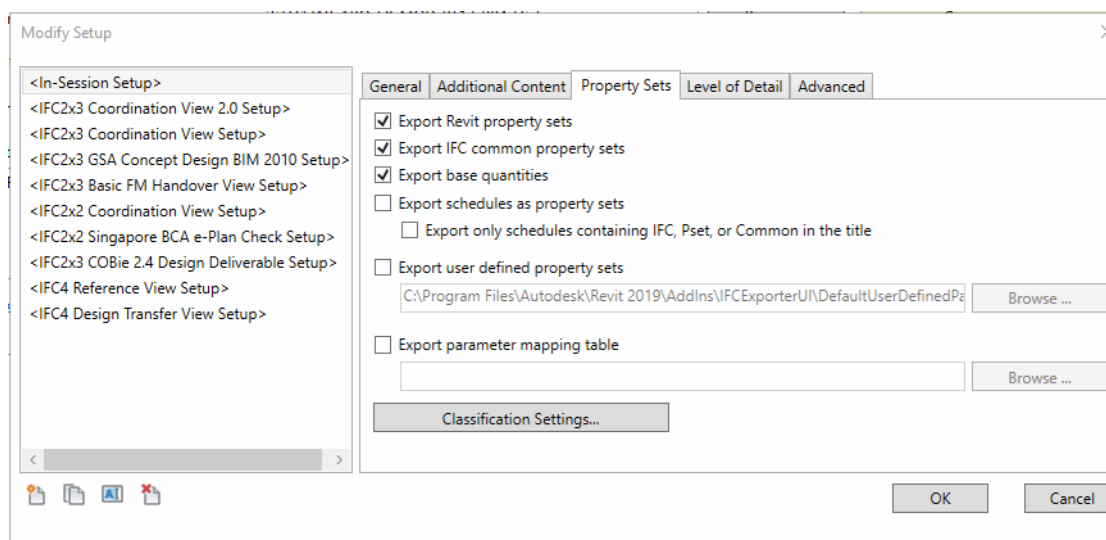 Modify Setup
<In-Session Setup>
<IFC2x3 Coordination View 2.0 Setup>
<IFC2x3 Coordination View Setup>
<IFC2x3 GSA Concept Design BIM 2010 Setup>
<IFC2x3 Basic FM Handover View Setup>
<IFC2x2 Coordination View Setup>
<IFC2x2 Singapore BCA e-Plan Check Setup>
<IFC2x3 COBie 2.4 Design Deliverable Setup>
<IFC4 Reference View Setup>
<IFC4 Design Transfer View Setup>
General Additional Content Property Sets Level of Detail Advanced
Export Revit property sets
Export IFC common property sets
Export base quantities
Export schedules as property sets
Export only schedules containing IFC, Pset, or Common in the title
Export user defined property sets
C:\Program Files\Autodesk\Revit 2019\AddIns\IFCExporterUI\DefaultUserDefinedPa Browse ...
Export parameter mapping table
Browse ...
Classification Settings...
OK Cancel